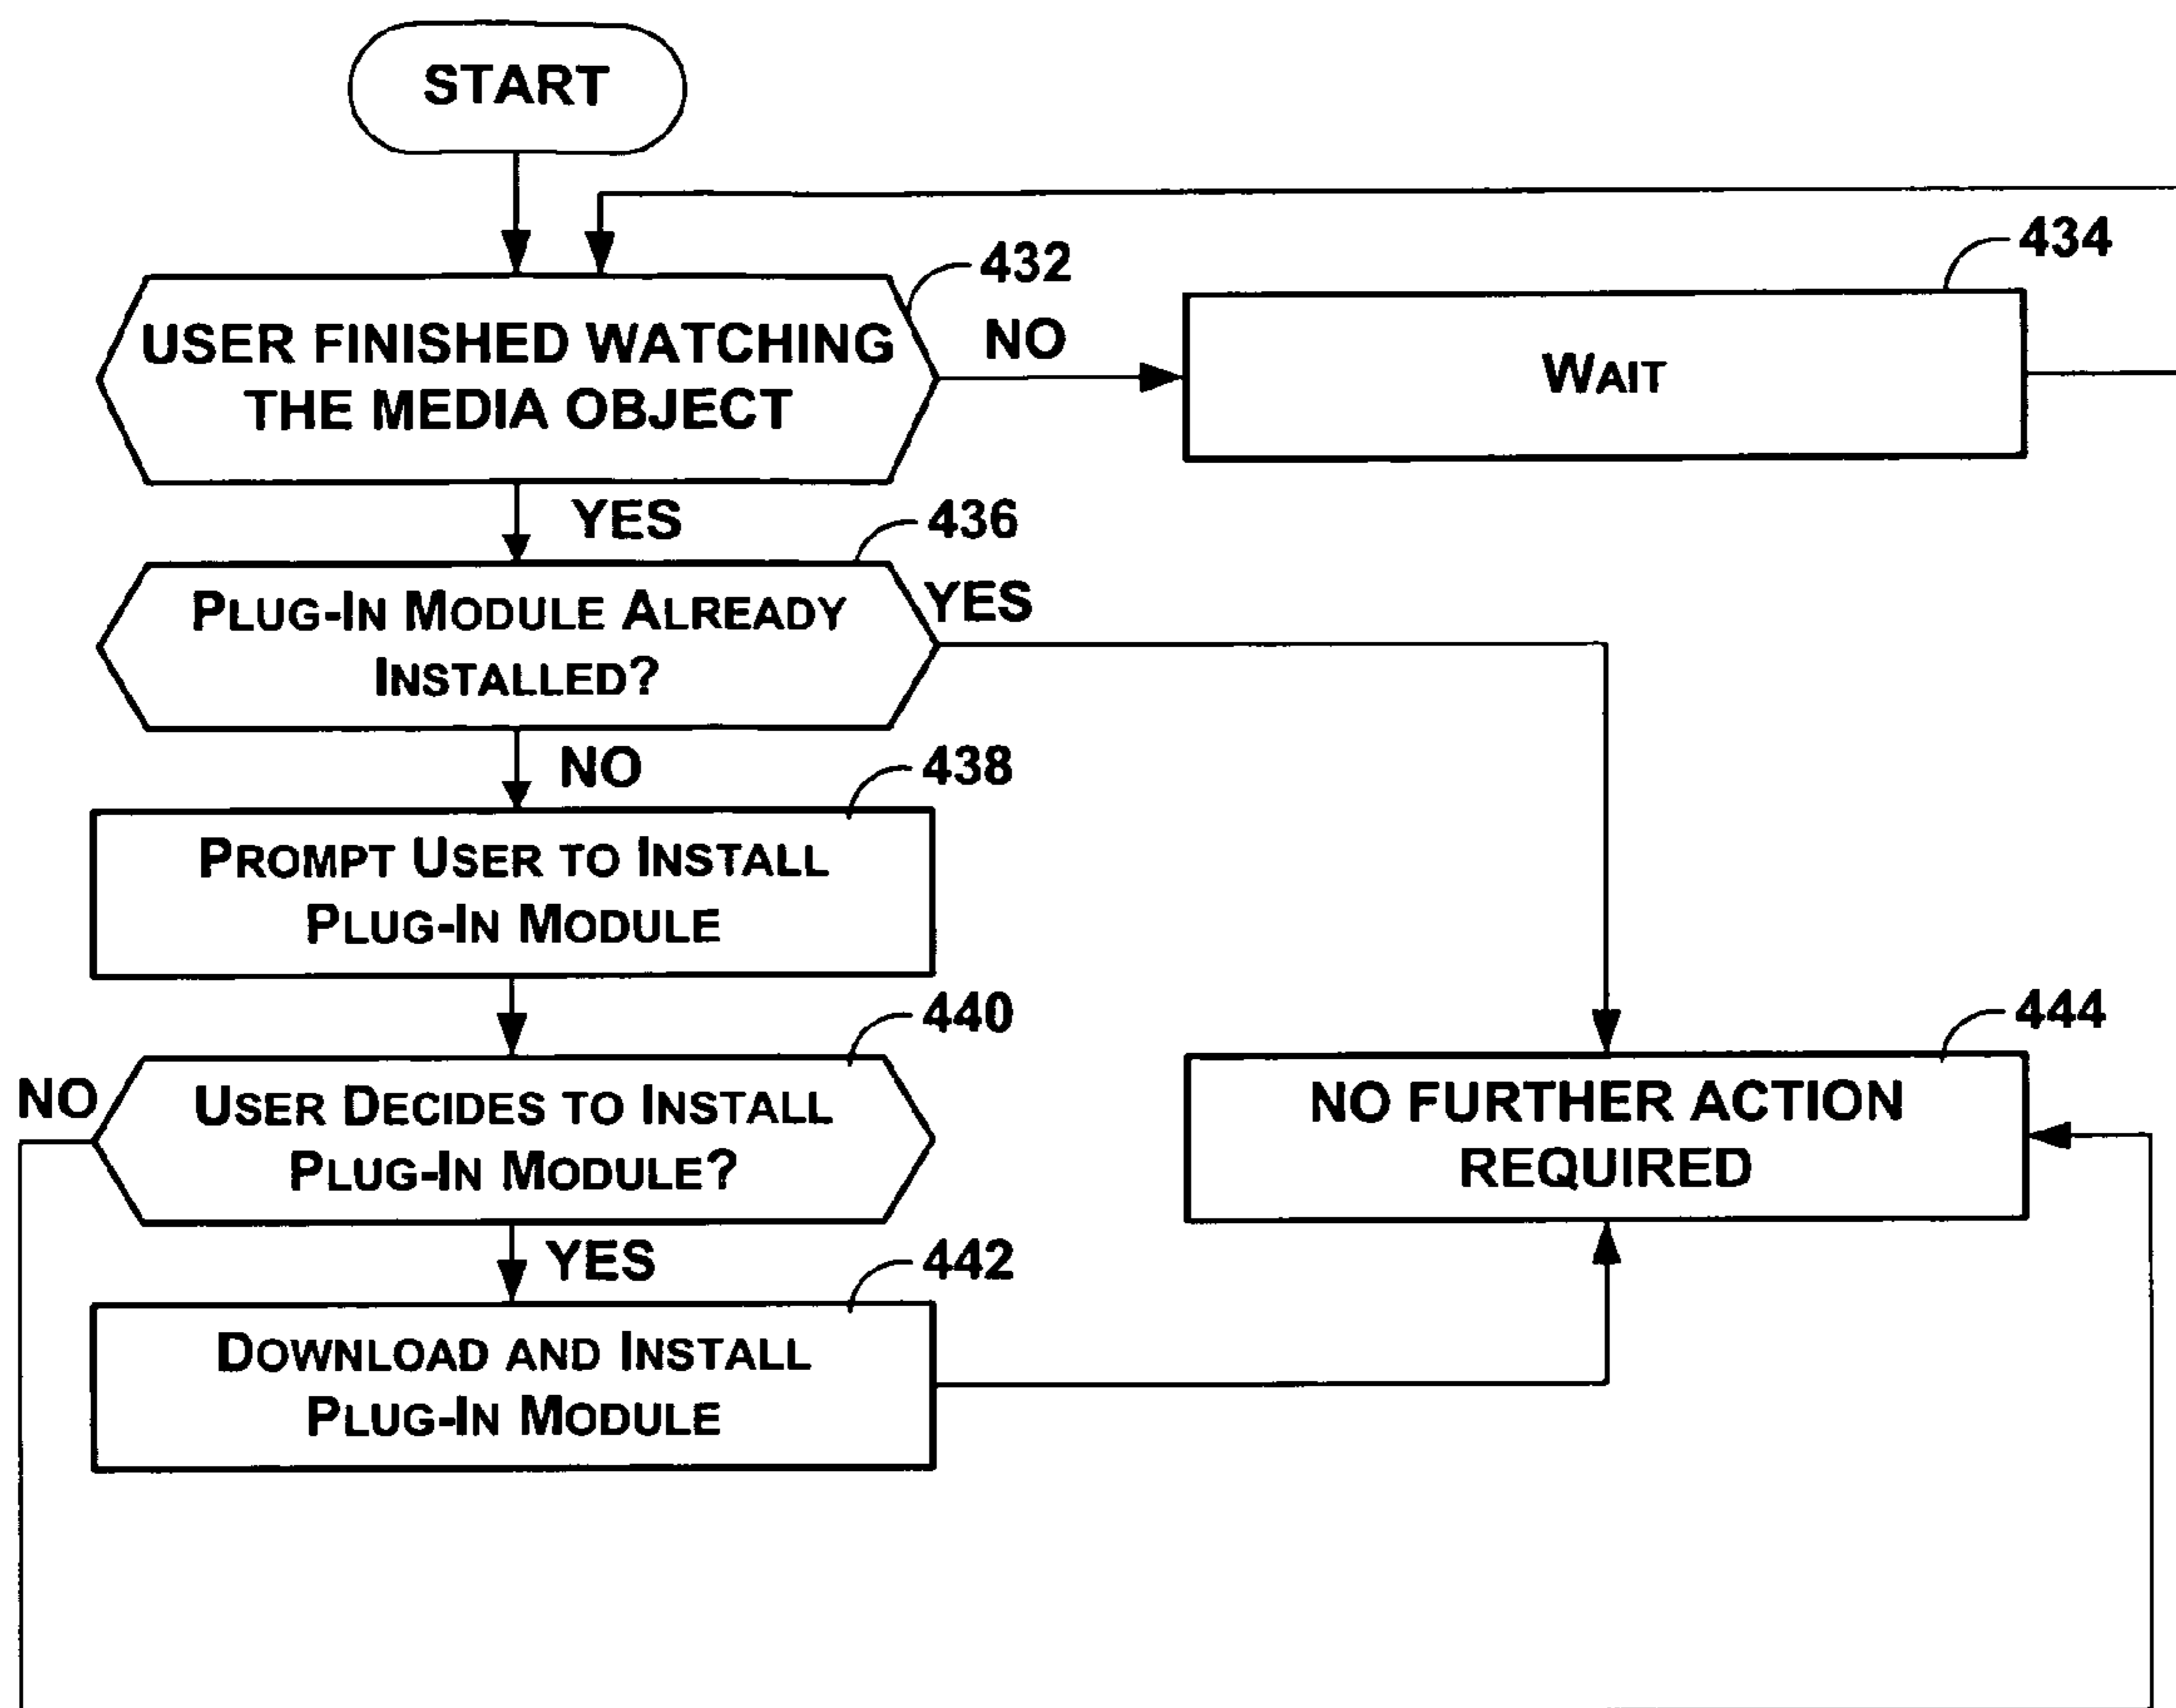 START
432
434
USER FINISHED WATCHING
THE MEDIA OBJECT
NO
WAIT
YES
436
PLUG-IN MODULE ALREADY
INSTALLED?
YES
NO
438
PROMPT USER TO INSTALL
PLUG-IN MODULE
440
444
NO
USER DECIDES TO INSTALL
PLUG-IN MODULE?
NO FURTHER ACTION
REQUIRED
YES
442
DOWNLOAD AND INSTALL
PLUG-IN MODULE